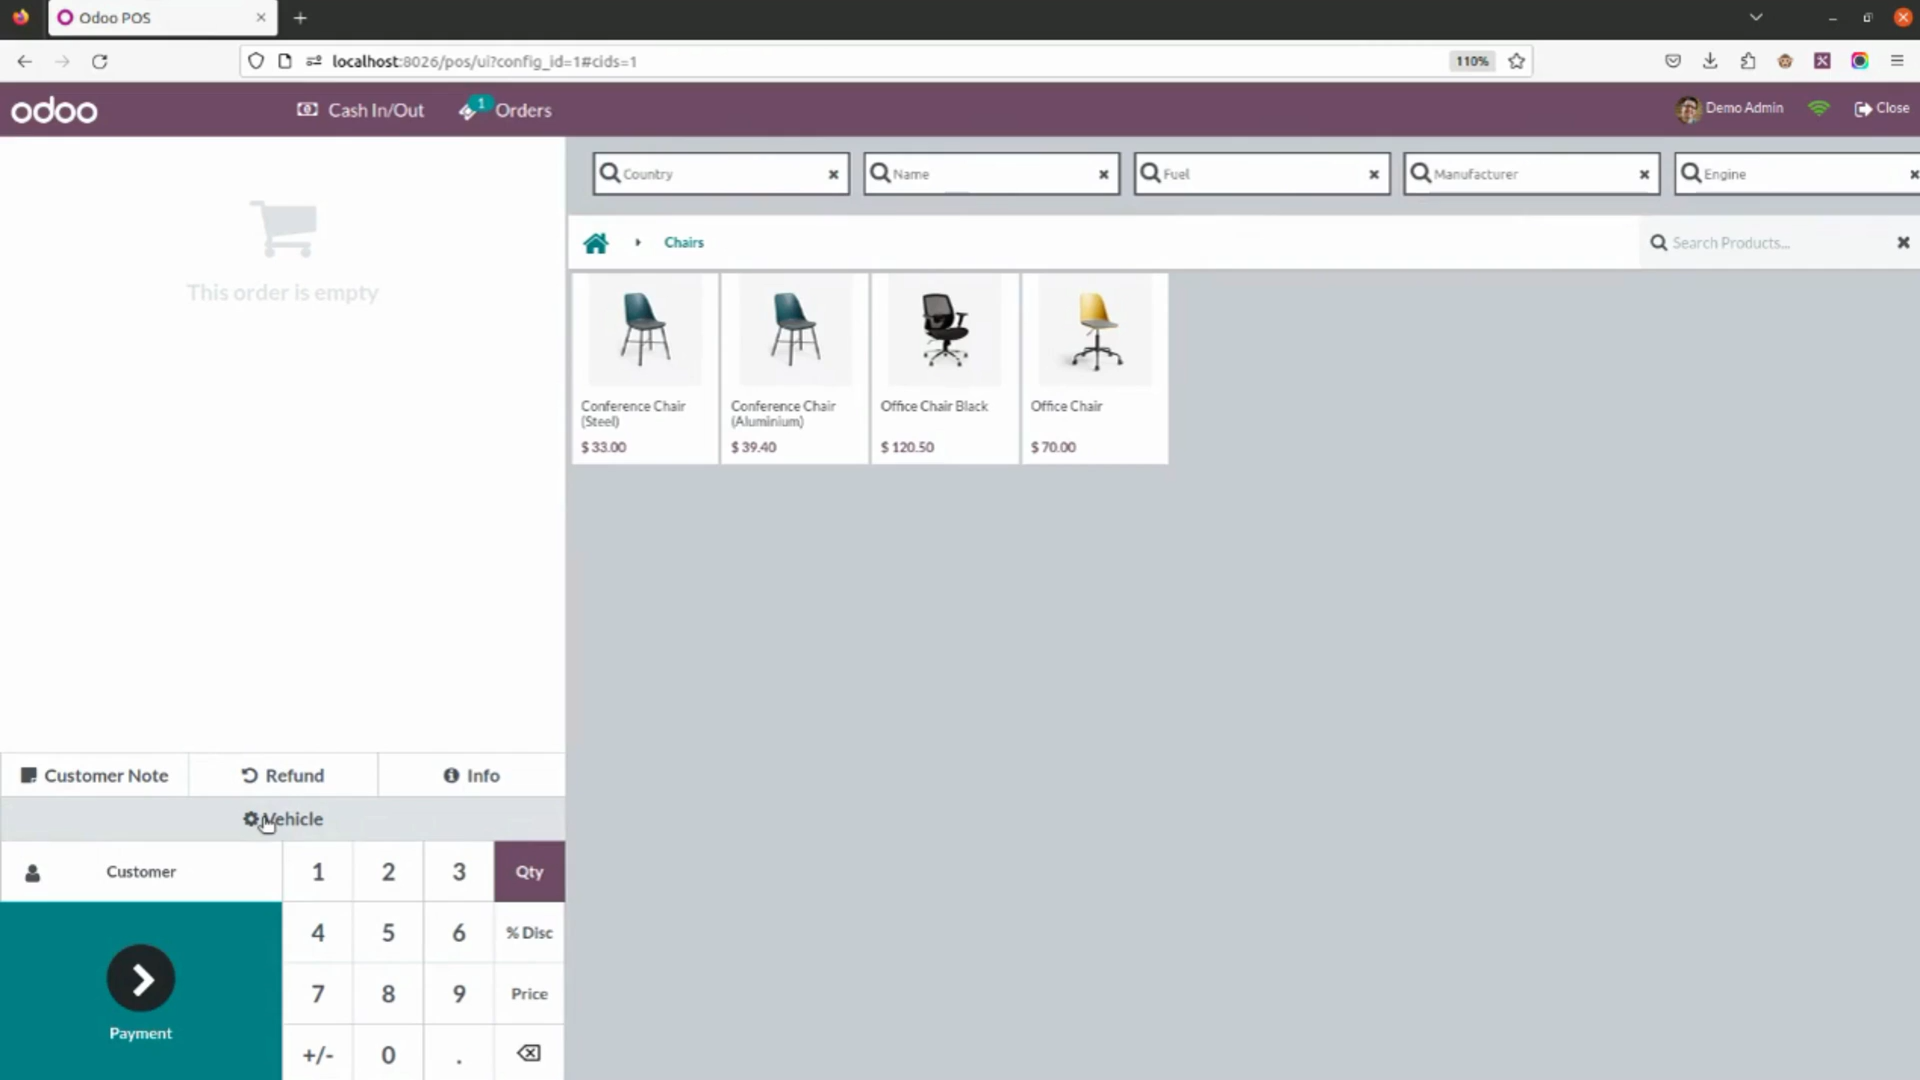 Odoo POS
localhost:8026/pos/ui?config_id=1#cids=1
110%
odoo
Cash In/Out
1
Orders
Demo Admin
Close
Country
Name
Fuel
Manufacturer
Engine
This order is empty
Chairs
Search Products...
Conference Chair
(Steel)
$ 33.00
Conference Chair
(Aluminium)
$ 39.40
Office Chair Black
$ 120.50
Office Chair
$ 70.00
Customer Note
Refund
Info
Vehicle
Customer
1
2
3
Qty
4
5
6
% Disc
7
8
9
Price
Payment
+/-
0
.